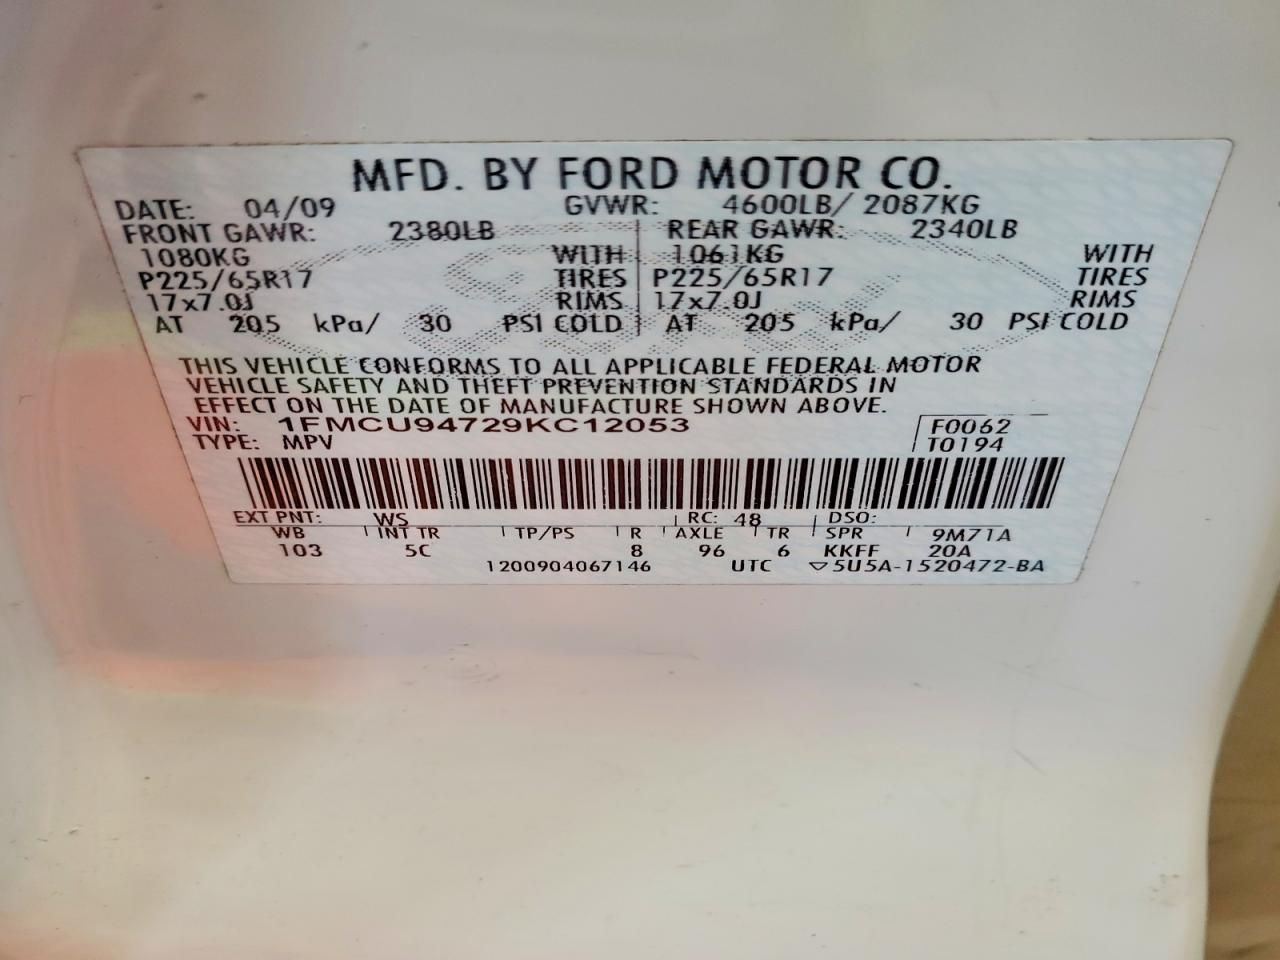 MFD. BY FORD MOTOR CO.
DATE: 04/09 GVWR: 4600LB/ 2087KG
FRONT GAWR: 2380LB REAR GAWR: 2340LB
1080KG WITH 1061KG WITH
P225/65R17 TIRES P225/65R17 TIRES
17x7.0J RIMS 17x7.0J RIMS
AT 205 kPa/ 30 PSI COLD AT 205 kPa/ 30 PSI COLD
THIS VEHICLE CONFORMS TO ALL APPLICABLE FEDERAL MOTOR
VEHICLE SAFETY AND THEFT PREVENTION STANDARDS IN
EFFECT ON THE DATE OF MANUFACTURE SHOWN ABOVE.
VIN: 1FMCU94729KC12053 F0062
TYPE: MPV T0194
EXT PNT: WS RC: 48 DSO:
WB INT TR TP/PS R AXLE TR SPR 9M71A
103 5C 8 96 6 KKFF 20A
1200904067146 UTC ▽5U5A-1520472-BA